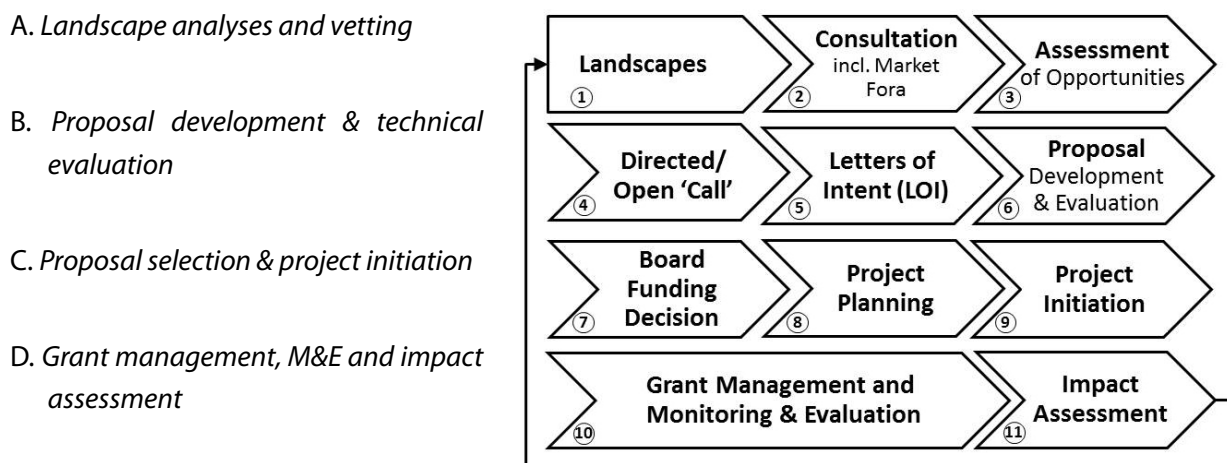 A. Landscape analyses and vetting
B. Proposal development & technical
evaluation
C. Proposal selection & project initiation
D. Grant management, M&E and impact
assessment
Landscapes
①
Consultation
incl. Market
Fora
②
Assessment
of Opportunities
③
Directed/
Open ‘Call’
④
Letters of
Intent (LOI)
⑤
Proposal
Development
& Evaluation
⑥
Board
Funding
Decision
⑦
Project
Planning
⑧
Project
Initiation
⑨
Grant Management and
Monitoring & Evaluation
⑩
Impact
Assessment
⑪